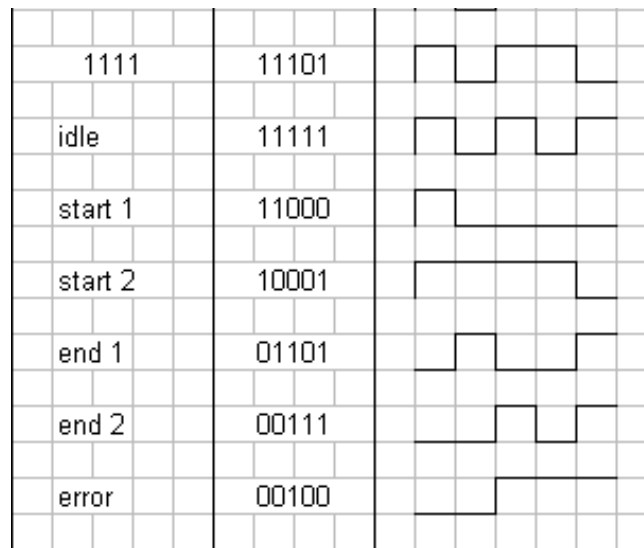 1111 11101
idle 11111
start 1 11000
start 2 10001
end 1 01101
end 2 00111
error 00100